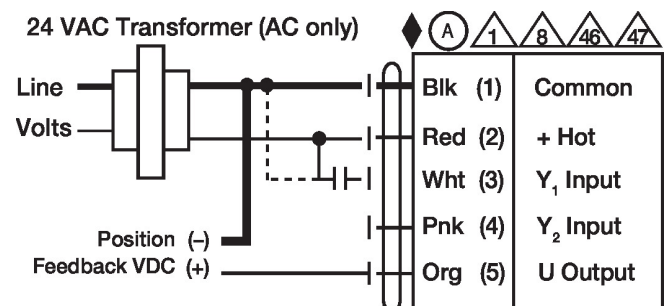 24 VAC Transformer (AC only)
A 1 8 46 47
Line
Volts
Blk (1) Common
Red (2) + Hot
Wht (3) Y₁ Input
Pnk (4) Y₂ Input
Org (5) U Output
Position (–)
Feedback VDC (+)